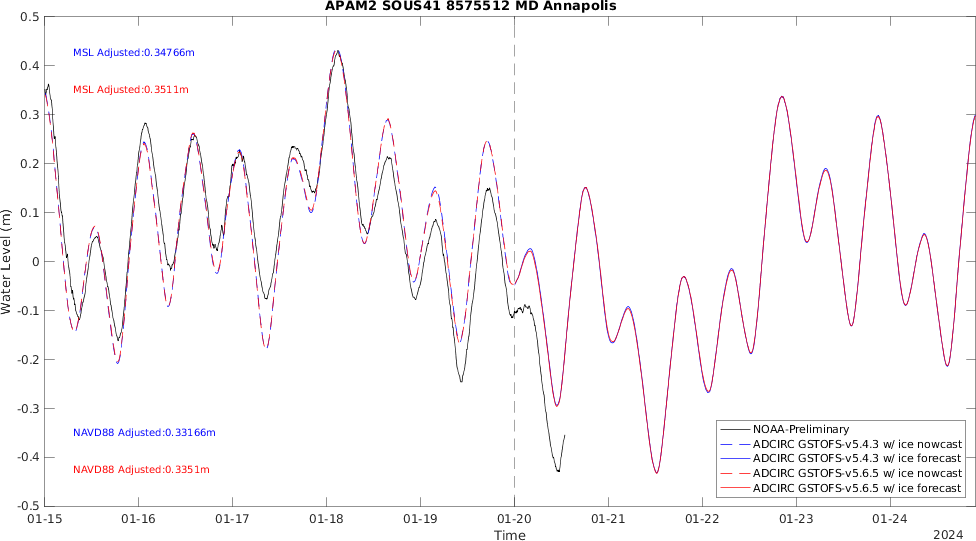 APAM2 SOUS41 8575512 MD Annapolis
0.5
0.4
0.3
0.2
0.1
0
-0.1
-0.2
-0.3
-0.4
-0.5
Water Level (m)
MSL Adjusted:0.34766m
MSL Adjusted:0.3511m
NAVD88 Adjusted:0.33166m
NAVD88 Adjusted:0.3351m
NOAA-Preliminary
ADCIRC GSTOFS-v5.4.3 w/ ice nowcast
ADCIRC GSTOFS-v5.4.3 w/ ice forecast
ADCIRC GSTOFS-v5.6.5 w/ ice nowcast
ADCIRC GSTOFS-v5.6.5 w/ ice forecast
01-15 01-16 01-17 01-18 01-19 01-20 01-21 01-22 01-23 01-24
Time
2024